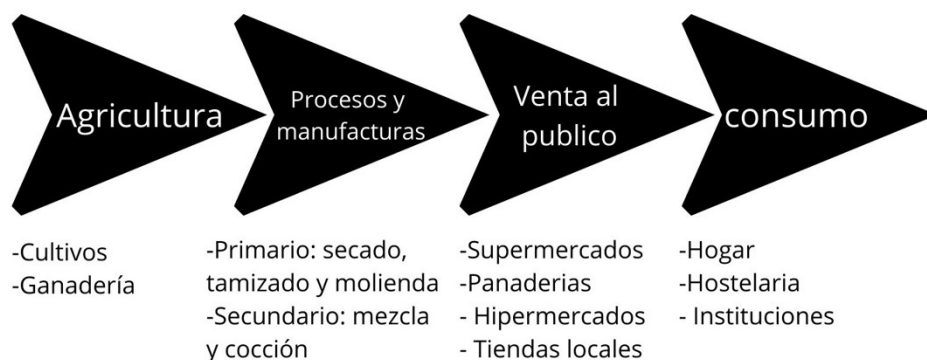 Agricultura
Procesos y
manufacturas
Venta al
publico
consumo
-Cultivos
-Ganadería
-Primario: secado,
tamizado y molienda
-Secundario: mezcla
y cocción
-Supermercados
-Panaderias
- Hipermercados
- Tiendas locales
-Hogar
-Hostelaria
- Instituciones